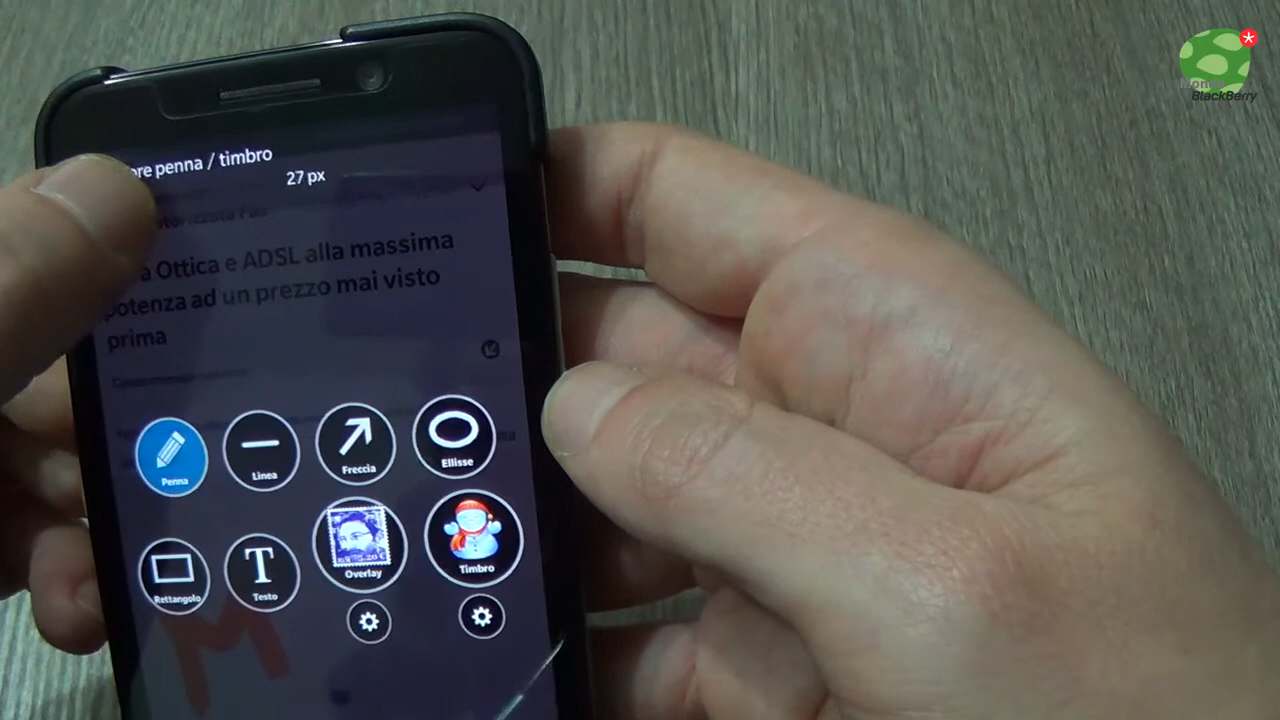 penna / timbro
27 px
Ottica e ADSL alla massima
potenza ad un prezzo mai visto
prima
Penna
Linea
Freccia
Ellisse
Rettangolo
T
Testo
Overlay
Timbro
M
BlackBerry